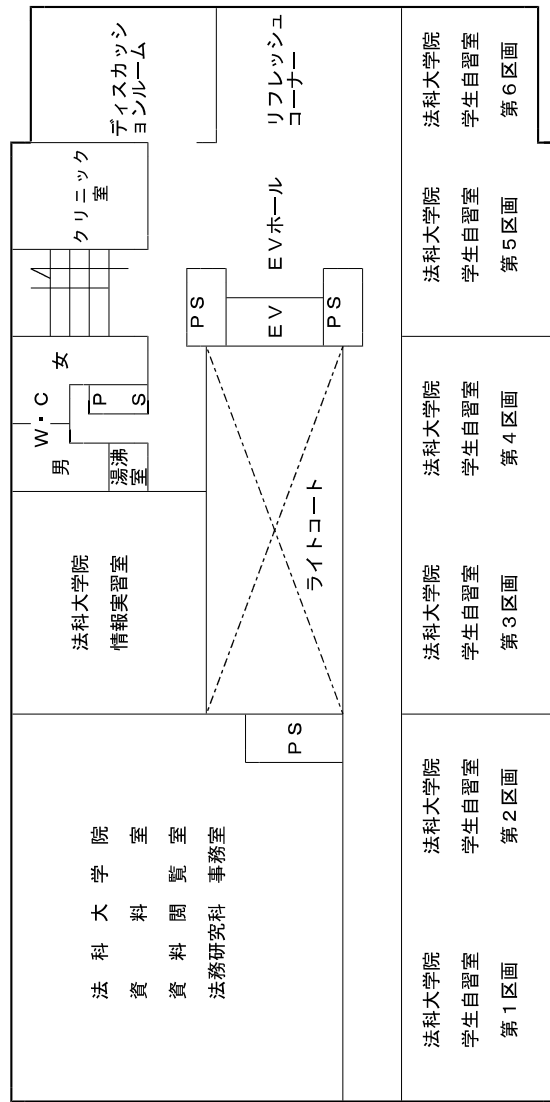 法科大学院
資料室
資料閲覧室
法務研究科 事務室
法科大学院
情報実習室
男
W・C
女
湯沸
室
PS
クリニック
室
ディスカッシ
ョンルーム
リフレッシュ
コーナー
PS
ライトコート
PS
EV
PS
EVホール
法科大学院
学生自習室
第1区画
法科大学院
学生自習室
第2区画
法科大学院
学生自習室
第3区画
法科大学院
学生自習室
第4区画
法科大学院
学生自習室
第5区画
法科大学院
学生自習室
第6区画